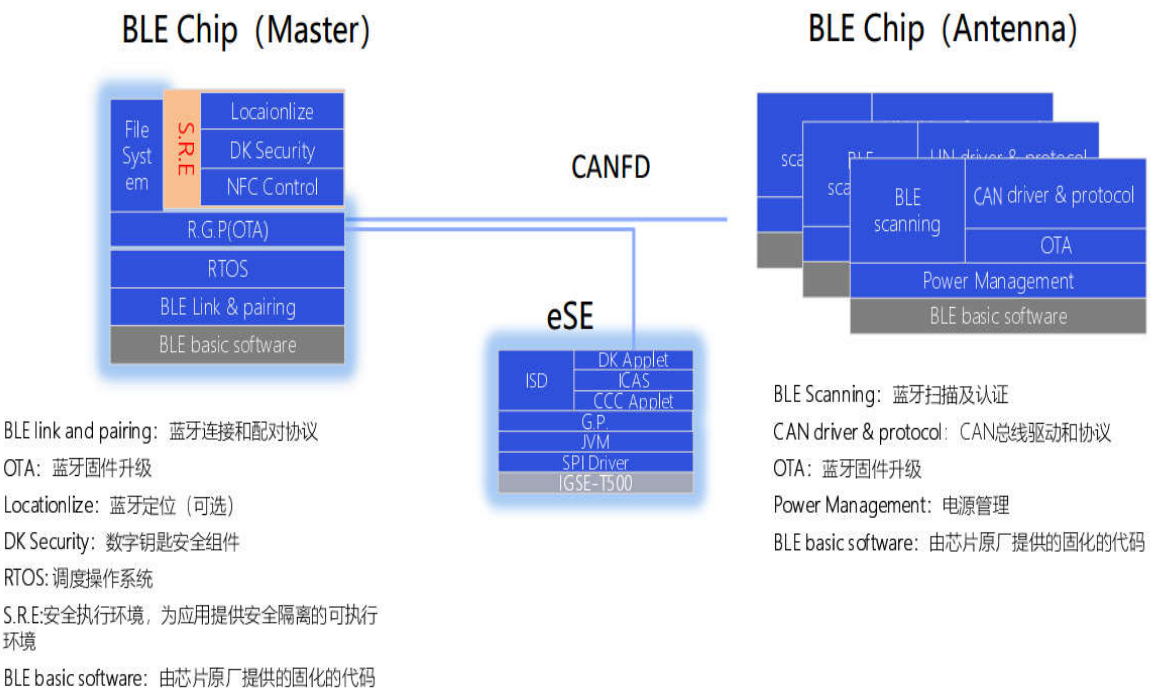 BLE Chip（Master）
BLE Chip（Antenna）
File
Syst
em
S.R.E
Locaionlize
DK Security
NFC Control
R.G.P(OTA)
RTOS
BLE Link & pairing
BLE basic software
CANFD
eSE
ISD
DK Applet
ICAS
CCC Applet
G.P.
JVM
SPI Driver
IGSE-T500
BLE
scanning
CAN driver & protocol
OTA
Power Management
BLE basic software
BLE link and pairing：蓝牙连接和配对协议
OTA：蓝牙固件升级
Locationlize：蓝牙定位（可选）
DK Security：数字钥匙安全组件
RTOS:调度操作系统
S.R.E:安全执行环境，为应用提供安全隔离的可执行
环境
BLE basic software：由芯片原厂提供的固化的代码
BLE Scanning：蓝牙扫描及认证
CAN driver & protocol：CAN总线驱动和协议
OTA：蓝牙固件升级
Power Management：电源管理
BLE basic software：由芯片原厂提供的固化的代码